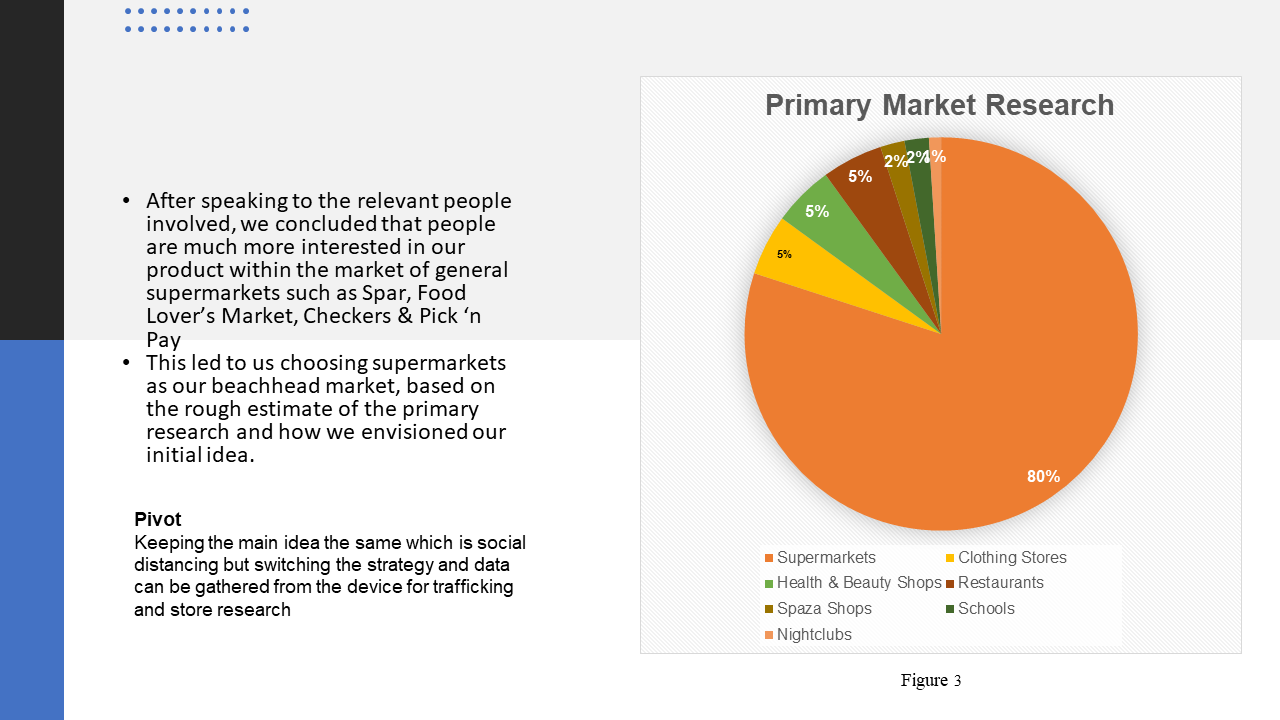 • After speaking to the relevant people
involved, we concluded that people
are much more interested in our
product within the market of general
supermarkets such as Spar, Food
Lover’s Market, Checkers & Pick ‘n
Pay
• This led to us choosing supermarkets
as our beachhead market, based on
the rough estimate of the primary
research and how we envisioned our
initial idea.
Pivot
Keeping the main idea the same which is social
distancing but switching the strategy and data
can be gathered from the device for trafficking
and store research
Primary Market Research
80%
5%
5%
5%
2%
2%
1%
Supermarkets
Clothing Stores
Health & Beauty Shops
Restaurants
Spaza Shops
Schools
Nightclubs
Figure 3